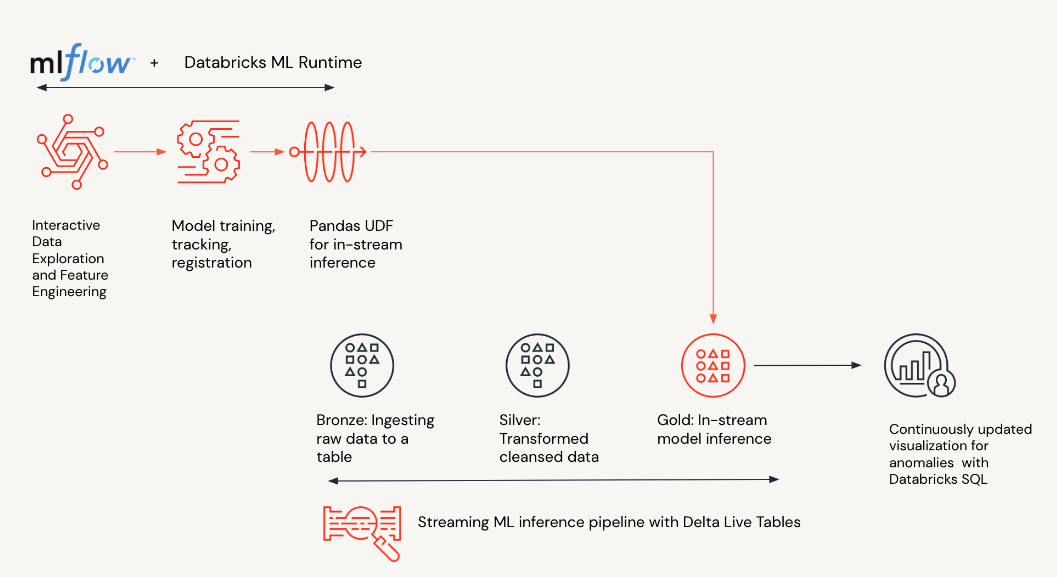 mlflow™ + Databricks ML Runtime
Interactive
Data
Exploration
and Feature
Engineering
Model training,
tracking,
registration
Pandas UDF
for in-stream
inference
Bronze: Ingesting
raw data to a
table
Silver:
Transformed
cleansed data
Gold: In-stream
model inference
Continuously updated
visualization for
anomalies with
Databricks SQL
Streaming ML inference pipeline with Delta Live Tables